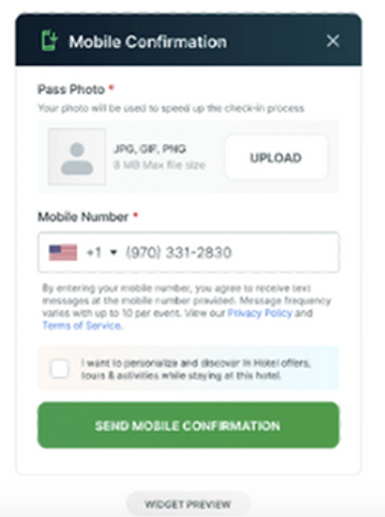 Mobile Confirmation
Pass Photo *
Your photo will be used to speed up the check-in process
JPG, GIF, PNG
8 MB Max file size
UPLOAD
Mobile Number *
+1 (970) 331-2830
By entering your mobile number, you agree to receive text
messages at the mobile number provided. Message frequency
varies with up to 10 per event. View our Privacy Policy and
Terms of Service.
I want to personalize and discover in Hotel offers,
tours & activities while staying at this hotel.
SEND MOBILE CONFIRMATION
WIDGET PREVIEW